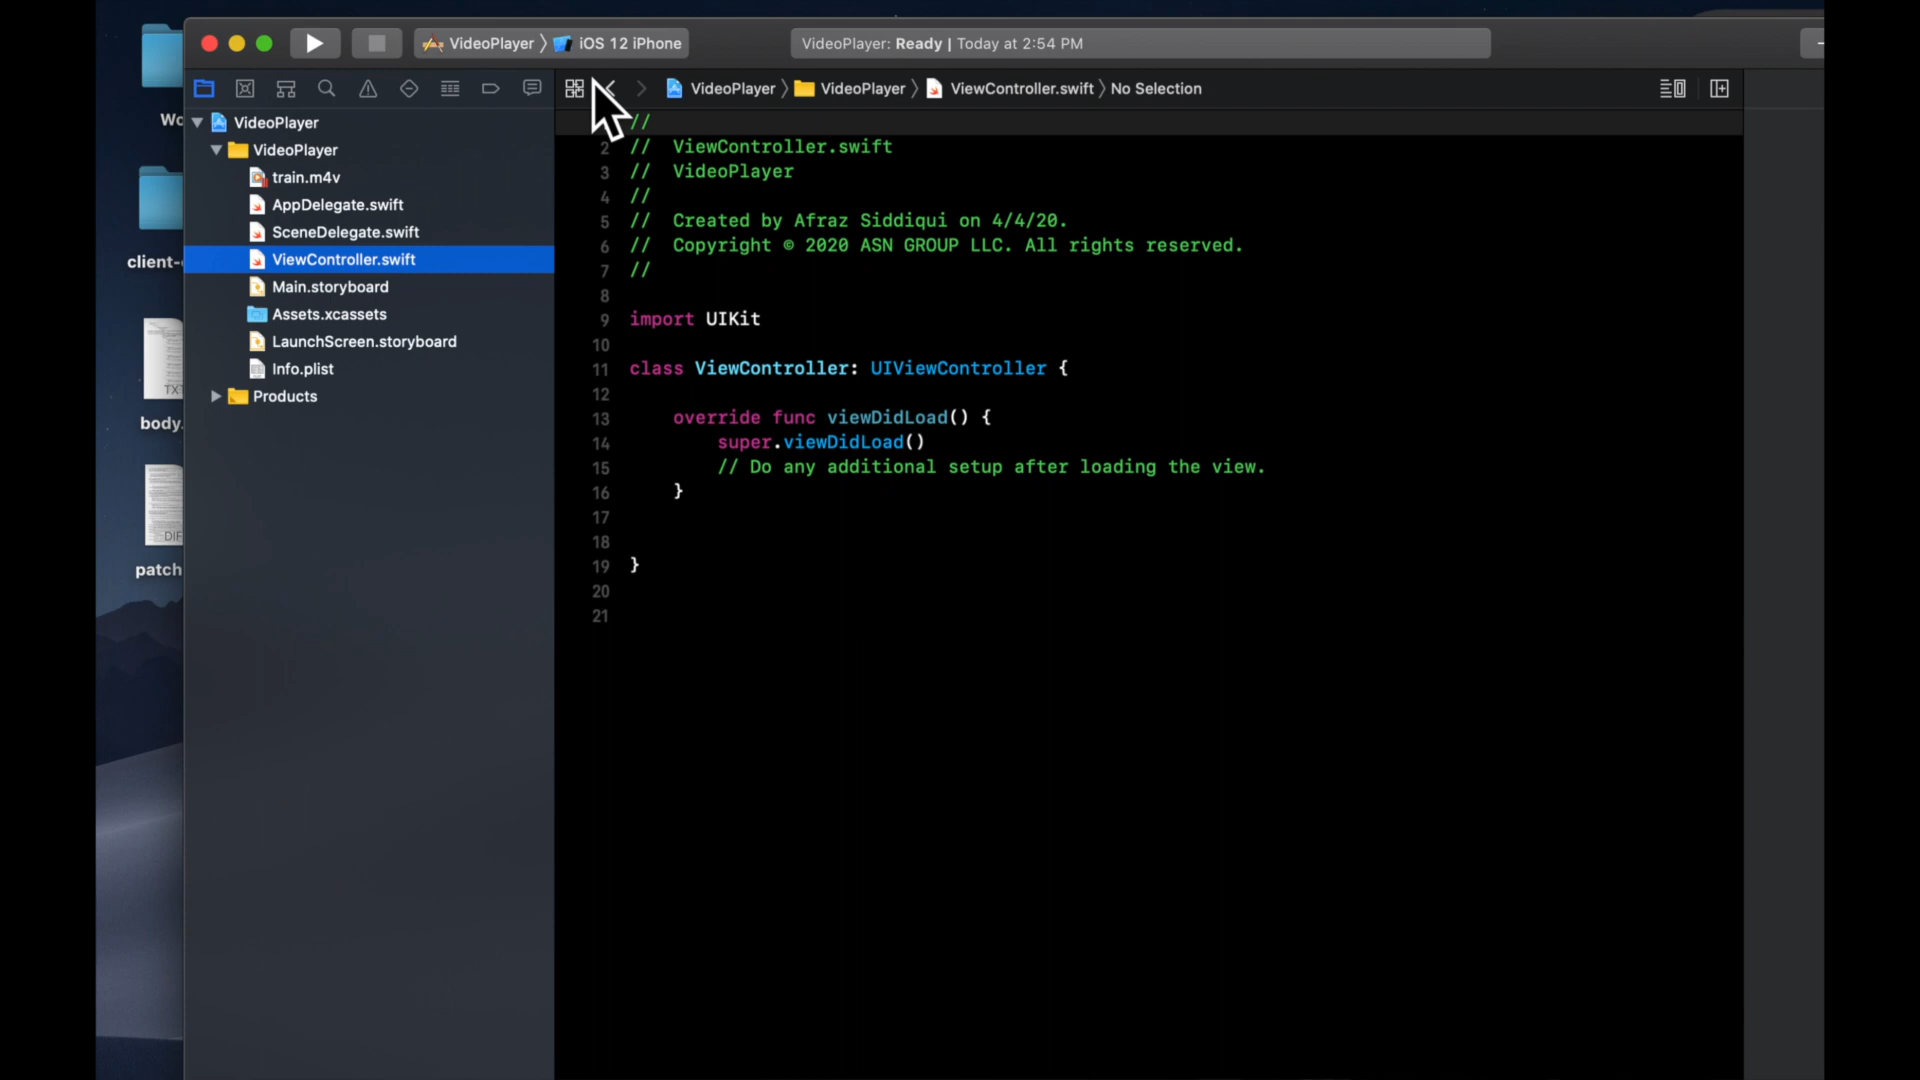 VideoPlayer 〉 iOS 12 iPhone
VideoPlayer: Ready | Today at 2:54 PM
VideoPlayer 〉 VideoPlayer 〉 ViewController.swift 〉 No Selection
Wo
client-
TXT
body.
DIF
patch
VideoPlayer
VideoPlayer
train.m4v
AppDelegate.swift
SceneDelegate.swift
ViewController.swift
Main.storyboard
Assets.xcassets
LaunchScreen.storyboard
Info.plist
Products
//
2 //  ViewController.swift
3 //  VideoPlayer
4 //
5 //  Created by Afraz Siddiqui on 4/4/20.
6 //  Copyright © 2020 ASN GROUP LLC. All rights reserved.
7 //
8
9 import UIKit
10
11 class ViewController: UIViewController {
12
13     override func viewDidLoad() {
14         super.viewDidLoad()
15         // Do any additional setup after loading the view.
16     }
17
18
19 }
20
21